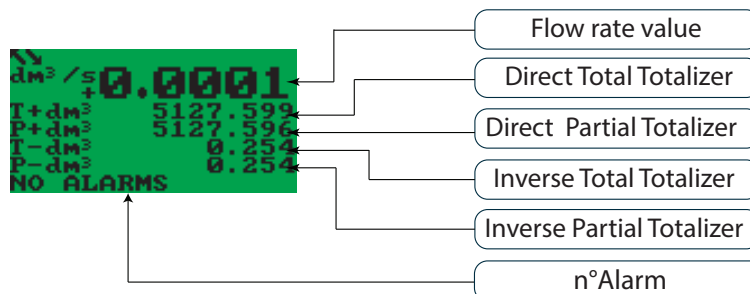 Flow rate value
dm³/s +0.0001
Direct Total Totalizer
T+dm³ 5127.599
Direct Partial Totalizer
P+dm³ 5127.596
T-dm³ 0.254
Inverse Total Totalizer
P-dm³ 0.254
NO ALARMS
Inverse Partial Totalizer
n°Alarm